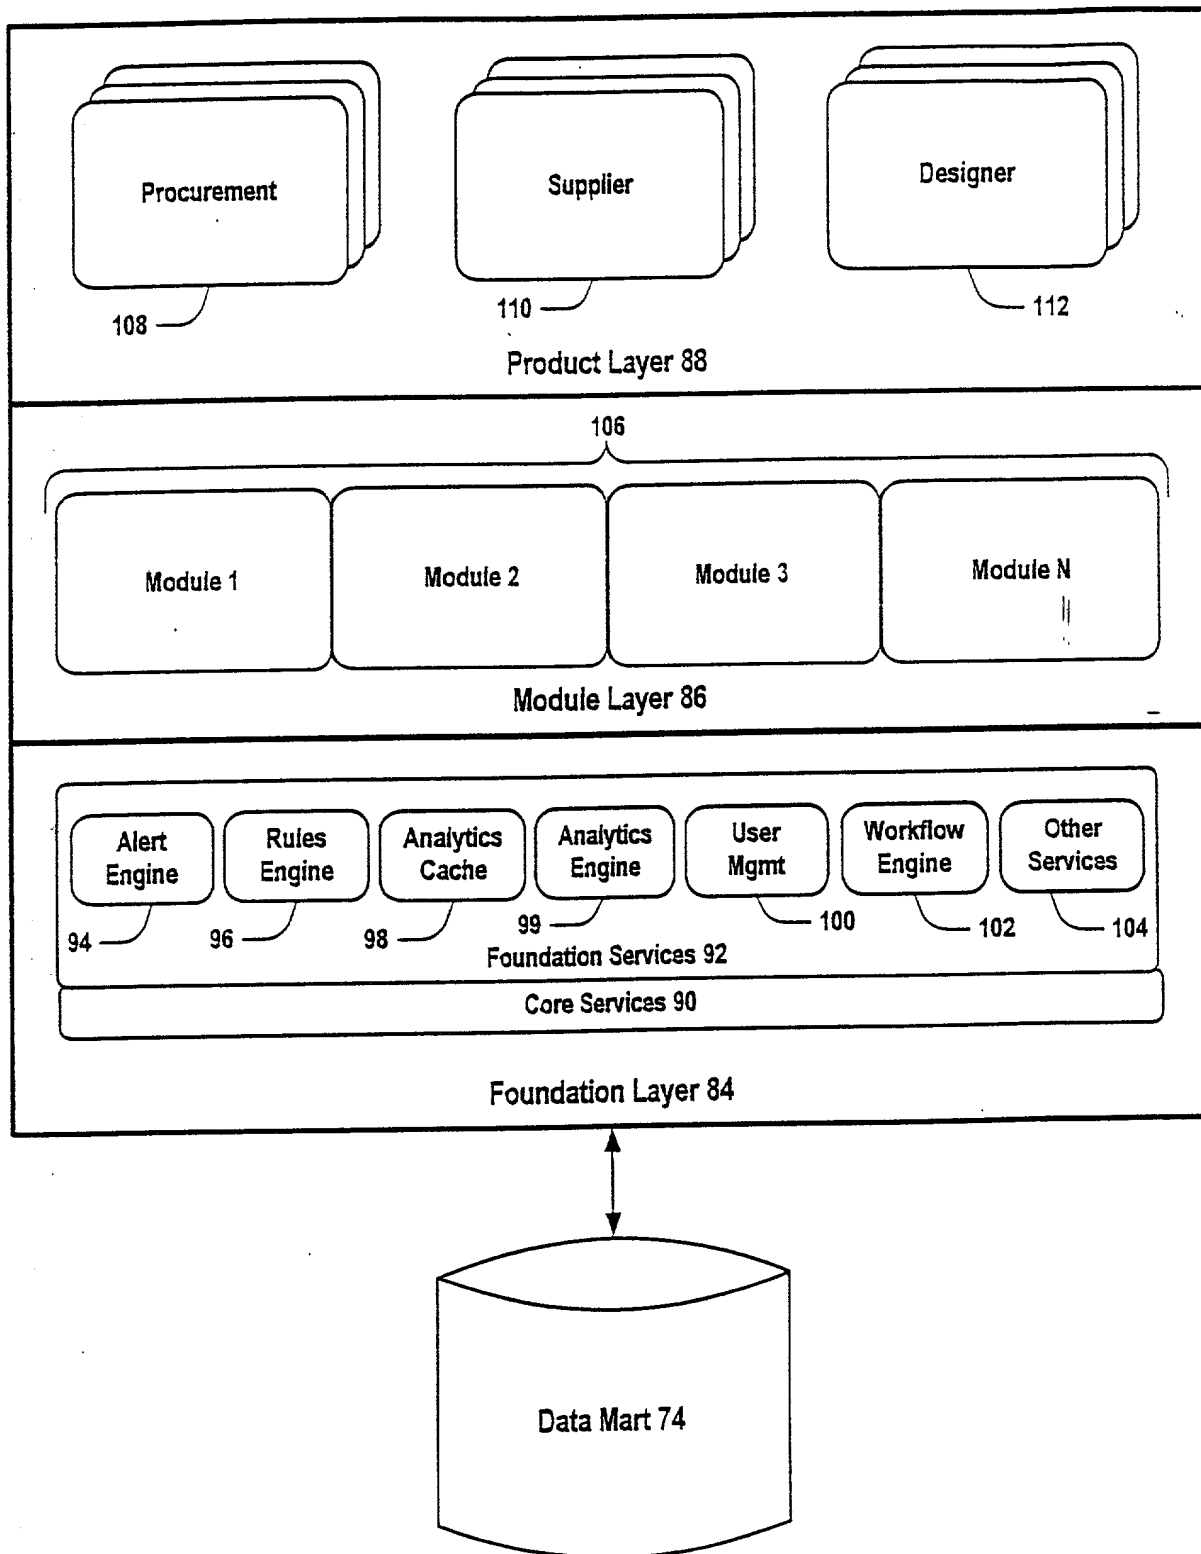 Procurement
Supplier
Designer
108
110
112
Product Layer 88
106
Module 1
Module 2
Module 3
Module N
Module Layer 86
Alert
Engine
Rules
Engine
Analytics
Cache
Analytics
Engine
User
Mgmt
Workflow
Engine
Other
Services
94
96
98
99
100
102
104
Foundation Services 92
Core Services 90
Foundation Layer 84
Data Mart 74